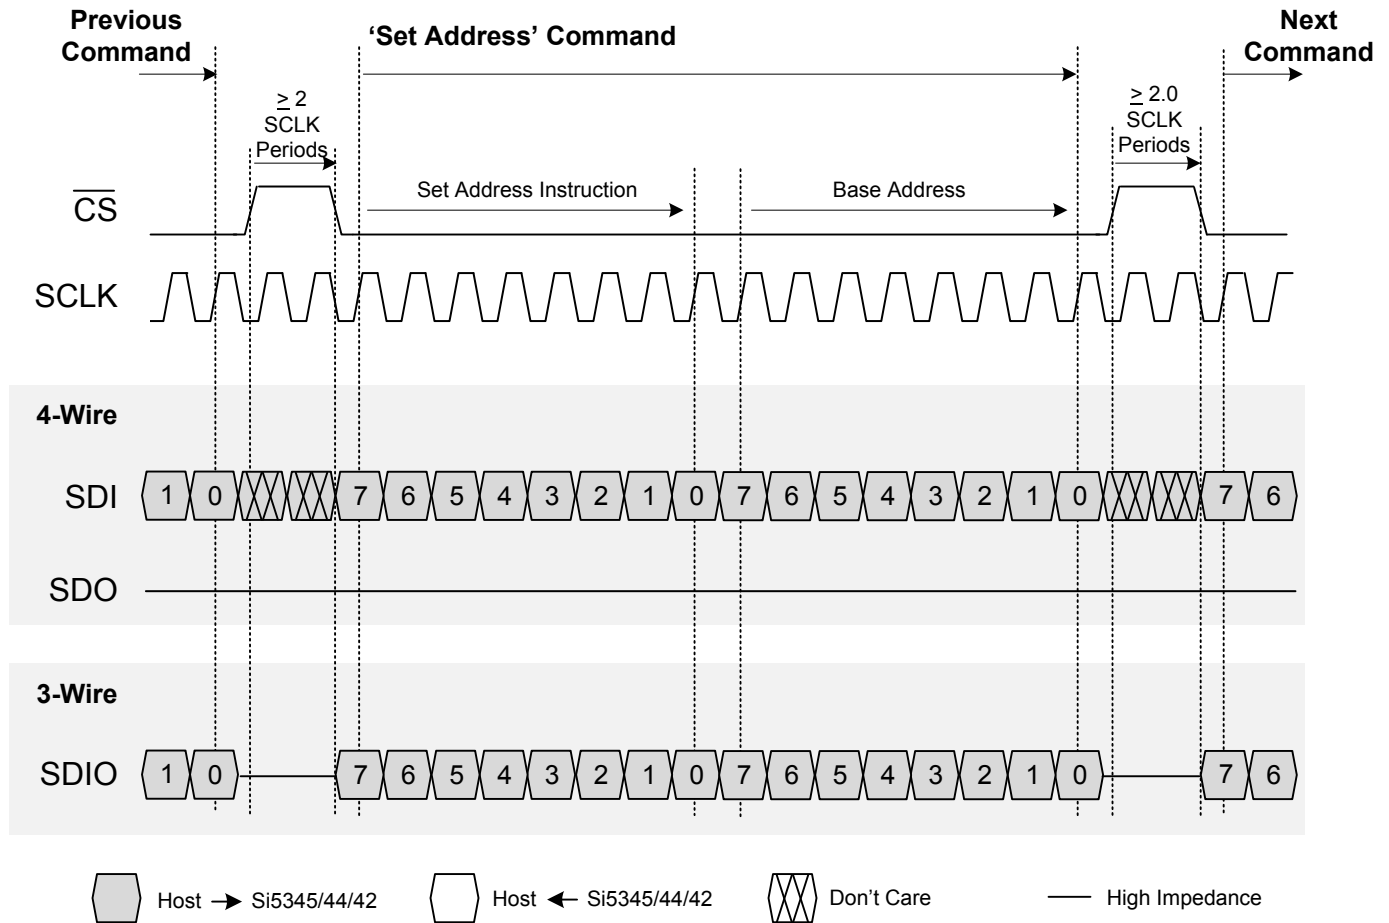 Previous
Command
‘Set Address’ Command
Next
Command
≥ 2
SCLK
Periods
≥ 2.0
SCLK
Periods
CS
Set Address Instruction
Base Address
SCLK
4-Wire
SDI 1 0 7 6 5 4 3 2 1 0 7 6 5 4 3 2 1 0 7 6
SDO
3-Wire
SDIO 1 0 7 6 5 4 3 2 1 0 7 6 5 4 3 2 1 0 7 6
Host → Si5345/44/42
Host ← Si5345/44/42
Don’t Care
High Impedance